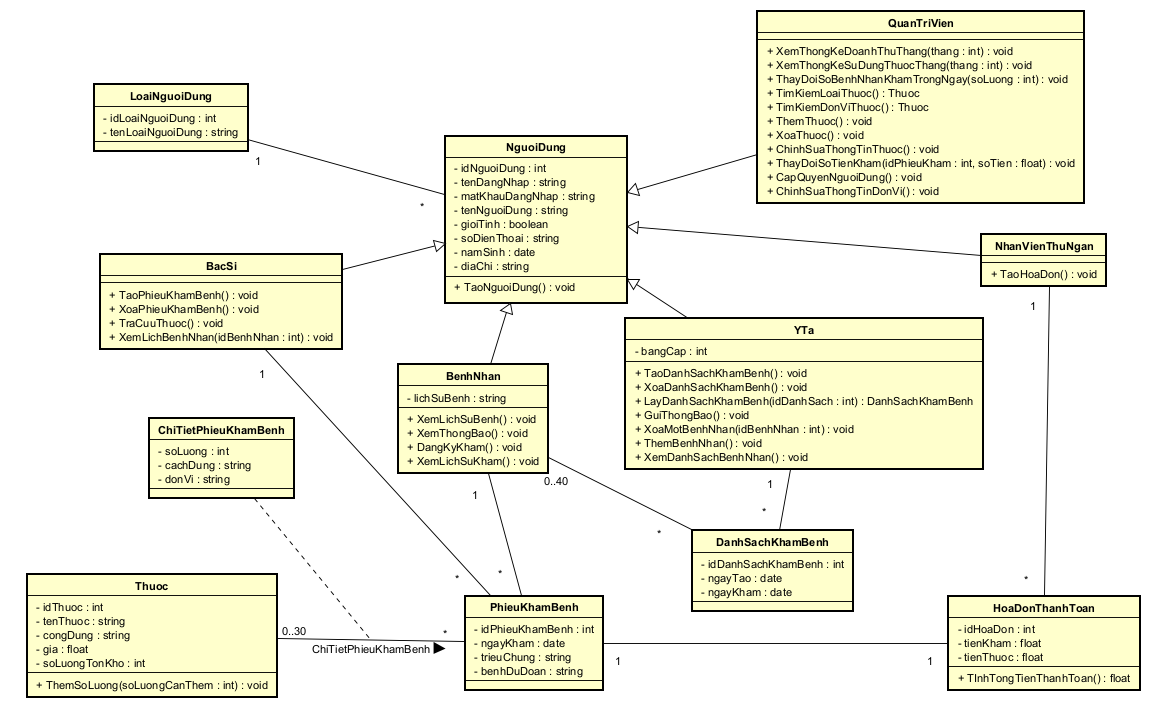 QuanTriVien
+ XemThongKeDoanhThuThang(thang : int) : void
+ XemThongKeSuDungThuocThang(thang : int) : void
+ ThayDoiSoBenhNhanKhamTrongNgay(soLuong : int) : void
+ TimKiemLoaiThuoc() : Thuoc
+ TimKiemDonViThuoc() : Thuoc
+ ThemThuoc() : void
+ XoaThuoc() : void
+ ChinhSuaThongTinThuoc() : void
+ ThayDoiSoTienKham(idPhieuKham : int, soTien : float) : void
+ CapQuyenNguoiDung() : void
+ ChinhSuaThongTinDonVi() : void
LoaiNguoiDung
- idLoaiNguoiDung : int
- tenLoaiNguoiDung : string
1
*
NguoiDung
- idNguoiDung : int
- tenDangNhap : string
- matKhauDangNhap : string
- tenNguoiDung : string
- gioiTinh : boolean
- soDienThoai : string
- namSinh : date
- diaChi : string
+ TaoNguoiDung() : void
NhanVienThuNgan
+ TaoHoaDon() : void
1
BacSi
+ TaoPhieuKhamBenh() : void
+ XoaPhieuKhamBenh() : void
+ TraCuuThuoc() : void
+ XemLichBenhNhan(idBenhNhan : int) : void
1
YTa
- bangCap : int
+ TaoDanhSachKhamBenh() : void
+ XoaDanhSachKhamBenh() : void
+ LayDanhSachKhamBenh(idDanhSach : int) : DanhSachKhamBenh
+ GuiThongBao() : void
+ XoaMotBenhNhan(idBenhNhan : int) : void
+ ThemBenhNhan() : void
+ XemDanhSachBenhNhan() : void
1
*
BenhNhan
- lichSuBenh : string
+ XemLichSuBenh() : void
+ XemThongBao() : void
+ DangKyKham() : void
+ XemLichSuKham() : void
0..40
*
1
*
ChiTietPhieuKhamBenh
- soLuong : int
- cachDung : string
- donVi : string
DanhSachKhamBenh
- idDanhSachKhamBenh : int
- ngayTao : date
- ngayKham : date
*
*
Thuoc
- idThuoc : int
- tenThuoc : string
- congDung : string
- gia : float
- soLuongTonKho : int
+ ThemSoLuong(soLuongCanThem : int) : void
0..30
*
ChiTietPhieuKhamBenh ►
PhieuKhamBenh
- idPhieuKhamBenh : int
- ngayKham : date
- trieuChung : string
- benhDuDoan : string
1
1
HoaDonThanhToan
- idHoaDon : int
- tienKham : float
- tienThuoc : float
+ TInhTongTienThanhToan() : float